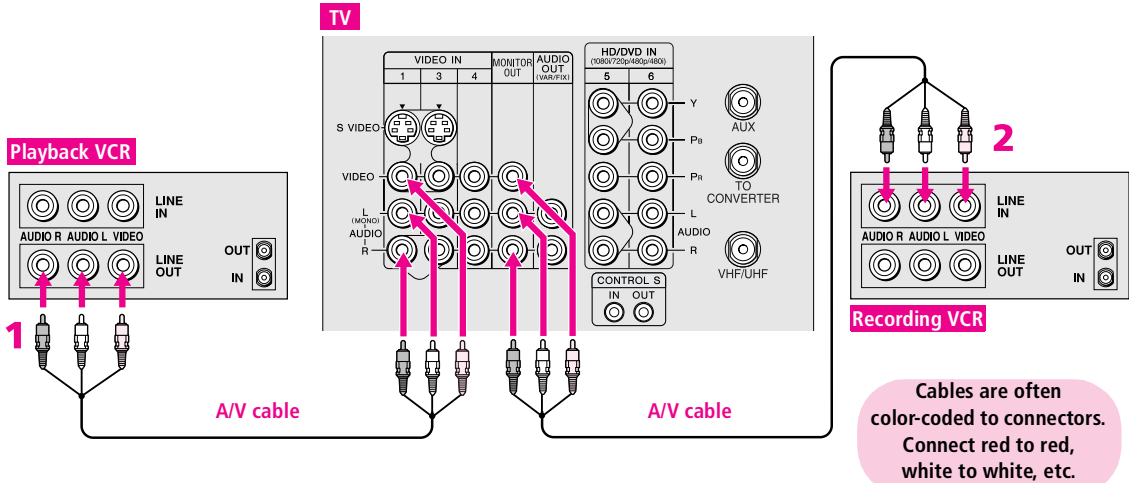 TV
VIDEO IN
1 3 4
MONITOR
OUT
AUDIO
OUT
(VAR/FIX)
HD/DVD IN
(1080i/720p/480p/480i)
5 6
S VIDEO
VIDEO
L
(MONO)
AUDIO
R
Y
PB
PR
L
AUDIO
R
AUX
TO
CONVERTER
VHF/UHF
CONTROL S
IN OUT
Playback VCR
LINE
IN
AUDIO R AUDIO L VIDEO
LINE
OUT
OUT
IN
1
A/V cable
A/V cable
2
LINE
IN
AUDIO R AUDIO L VIDEO
LINE
OUT
OUT
IN
Recording VCR
Cables are often
color-coded to connectors.
Connect red to red,
white to white, etc.